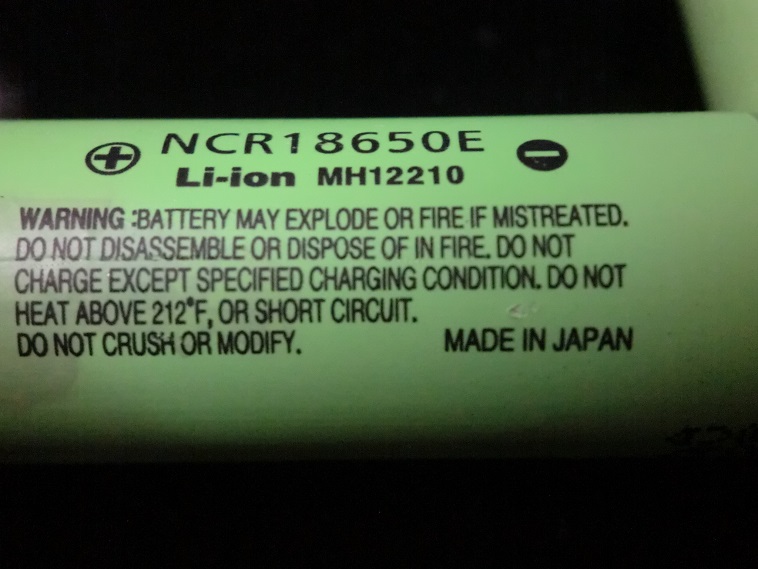 NCR18650E
Li-ion MH12210
WARNING :BATTERY MAY EXPLODE OR FIRE IF MISTREATED.
DO NOT DISASSEMBLE OR DISPOSE OF IN FIRE. DO NOT
CHARGE EXCEPT SPECIFIED CHARGING CONDITION. DO NOT
HEAT ABOVE 212°F, OR SHORT CIRCUIT.
DO NOT CRUSH OR MODIFY. MADE IN JAPAN